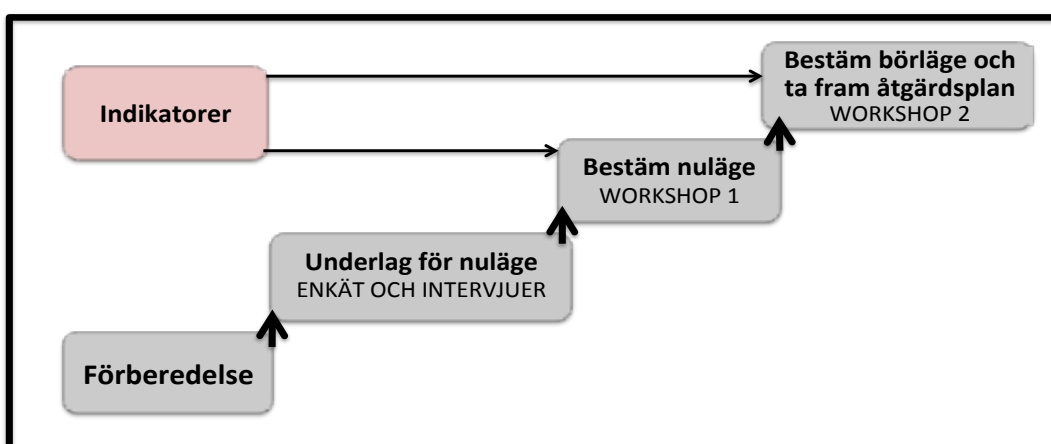 Indikatorer
Bestäm börläge och
ta fram åtgärdsplan
WORKSHOP 2
Bestäm nuläge
WORKSHOP 1
Underlag för nuläge
ENKÄT OCH INTERVJUER
Förberedelse